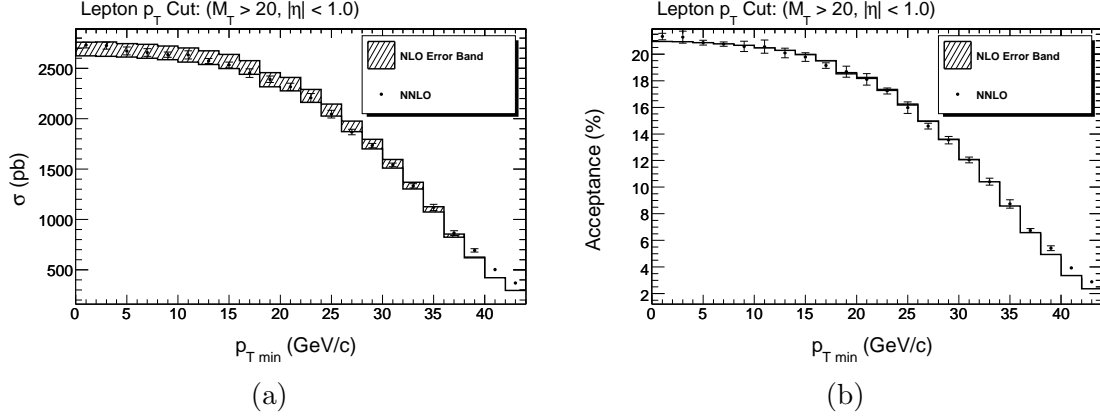 Lepton p_T Cut: (M_T > 20, |η| < 1.0)
NLO Error Band
NNLO
σ (pb)
2500
2000
1500
1000
500
0 5 10 15 20 25 30 35 40
p_T min (GeV/c)
(a)
Lepton p_T Cut: (M_T > 20, |η| < 1.0)
NLO Error Band
NNLO
Acceptance (%)
20
18
16
14
12
10
8
6
4
2
0 5 10 15 20 25 30 35 40
p_T min (GeV/c)
(b)